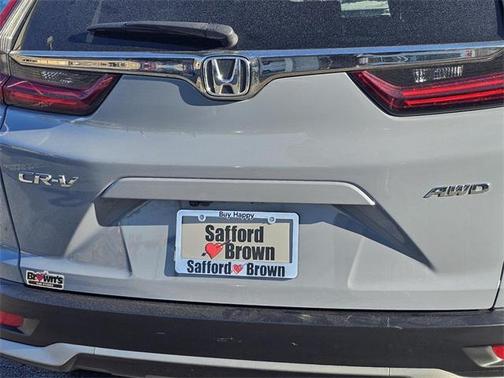 CR-V
AWD
Buy Happy
Safford
Brown
Safford Brown
Brown's